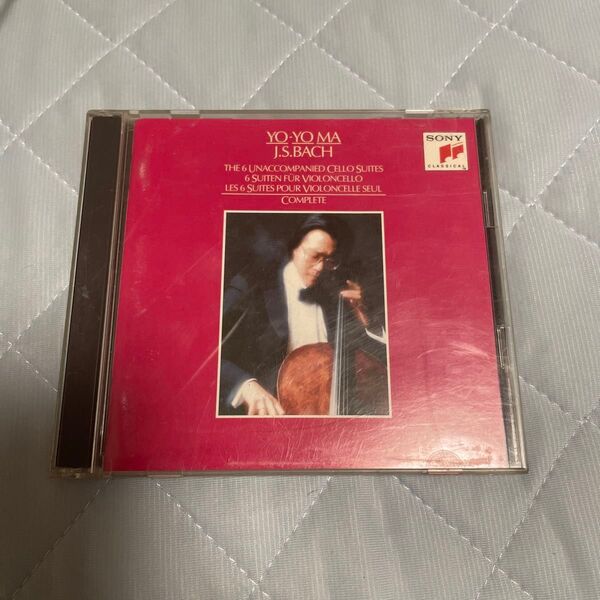 YO-YO MA
J.S.BACH
THE 6 UNACCOMPANIED CELLO SUITES
6 SUITEN FÜR VIOLONCELLO
LES 6 SUITES POUR VIOLONCELLE SEUL
COMPLETE
SONY
CLASSICAL